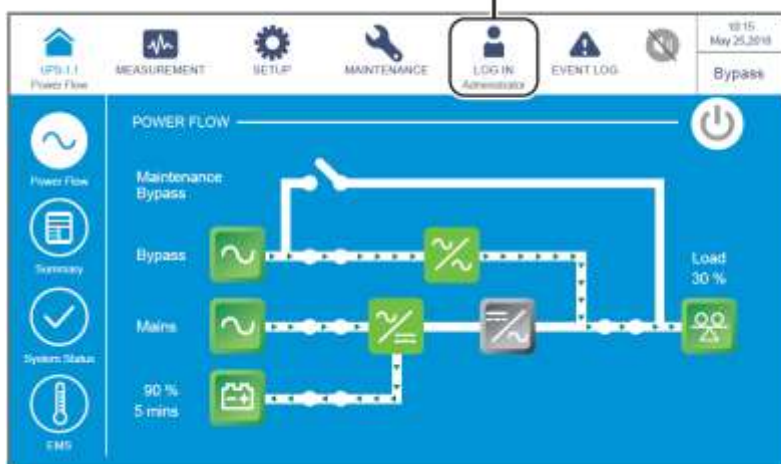 UPS-1.1
Power Flow
MEASUREMENT
SETUP
MAINTENANCE
LOG IN
Administrator
EVENT LOG
10:15
May 25,2018
Bypass
POWER FLOW
Power Flow
Summary
System Status
EMS
Maintenance
Bypass
Bypass
Mains
90 %
5 mins
Load
30 %